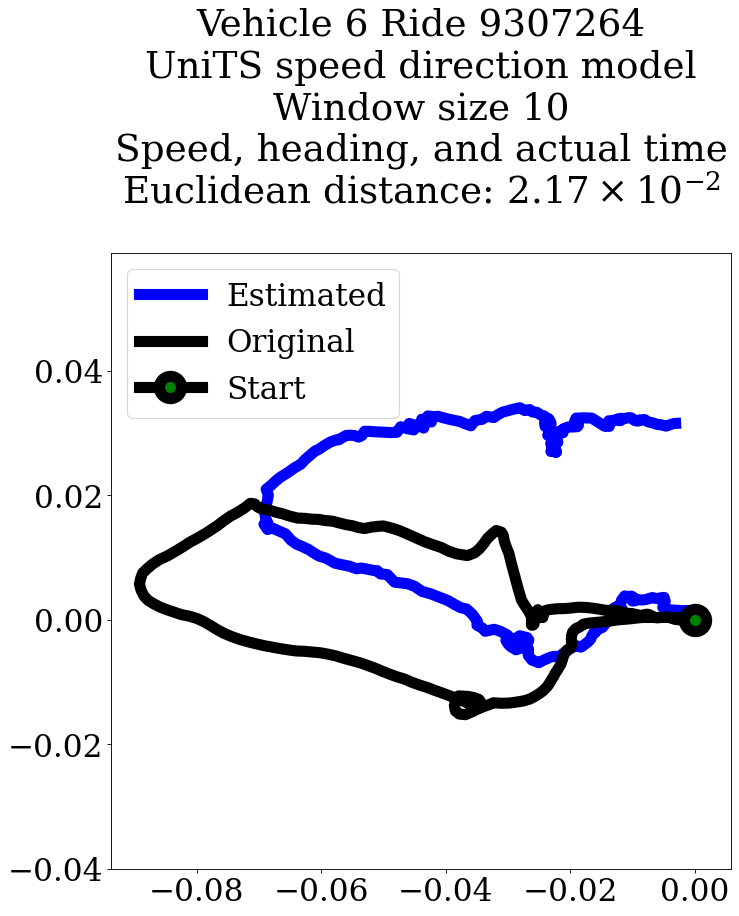 Vehicle 6 Ride 9307264
UniTS speed direction model
Window size 10
Speed, heading, and actual time
Euclidean distance: 2.17 × 10⁻²
Estimated
Original
Start
0.04
0.02
0.00
−0.02
−0.04
−0.08 −0.06 −0.04 −0.02 0.00